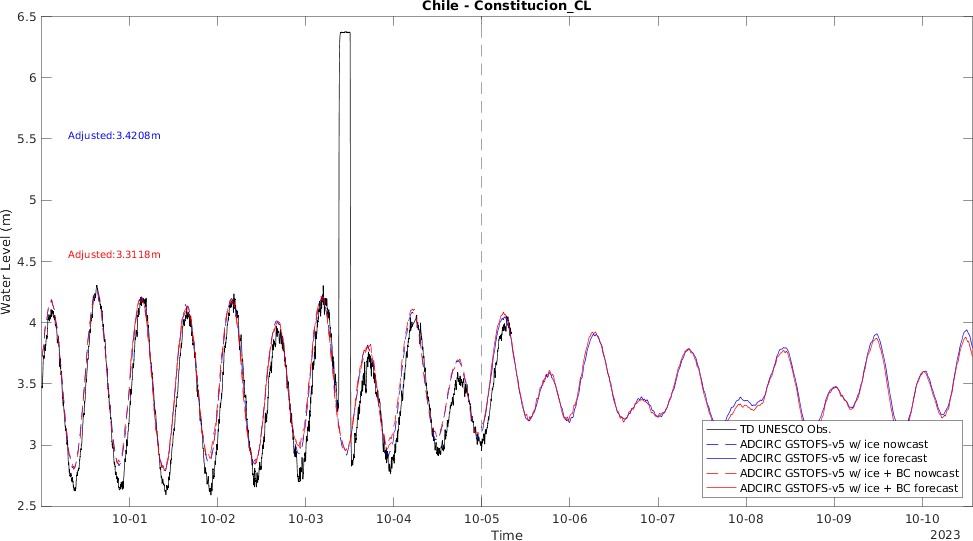 Chile - Constitucion_CL
6.5
6
5.5
5
4.5
4
3.5
3
2.5
Water Level (m)
Adjusted:3.4208m
Adjusted:3.3118m
TD UNESCO Obs.
ADCIRC GSTOFS-v5 w/ ice nowcast
ADCIRC GSTOFS-v5 w/ ice forecast
ADCIRC GSTOFS-v5 w/ ice + BC nowcast
ADCIRC GSTOFS-v5 w/ ice + BC forecast
10-01 10-02 10-03 10-04 10-05 10-06 10-07 10-08 10-09 10-10
Time
2023